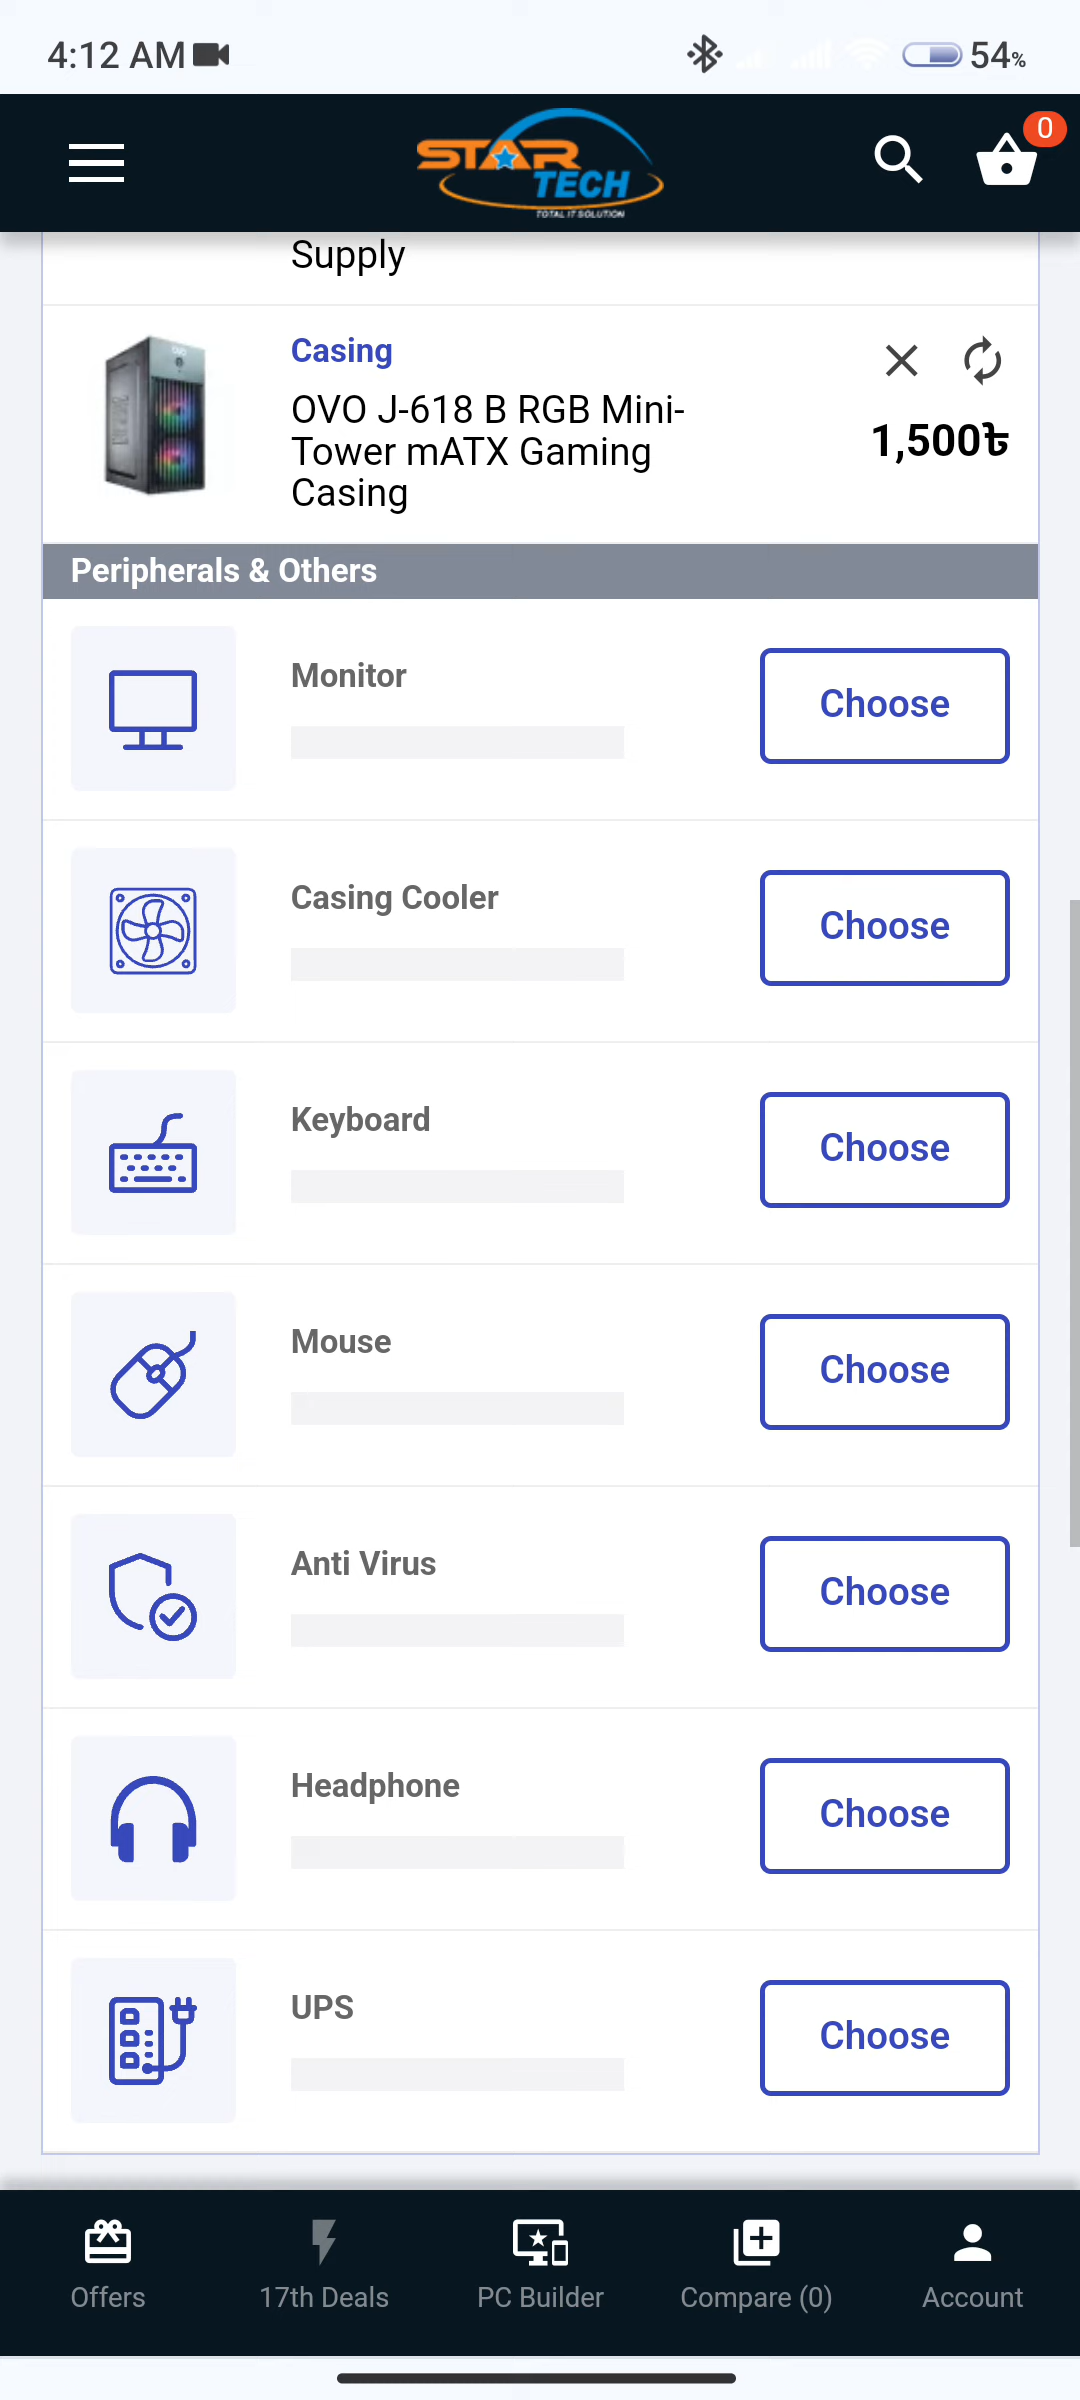 4:12 AM
54%
STAR
TECH
TOTAL IT SOLUTION
0
Supply
Casing
OVO J-618 B RGB Mini-
Tower mATX Gaming
Casing
1,500৳
Peripherals & Others
Monitor
Choose
Casing Cooler
Choose
Keyboard
Choose
Mouse
Choose
Anti Virus
Choose
Headphone
Choose
UPS
Choose
Offers
17th Deals
PC Builder
Compare (0)
Account